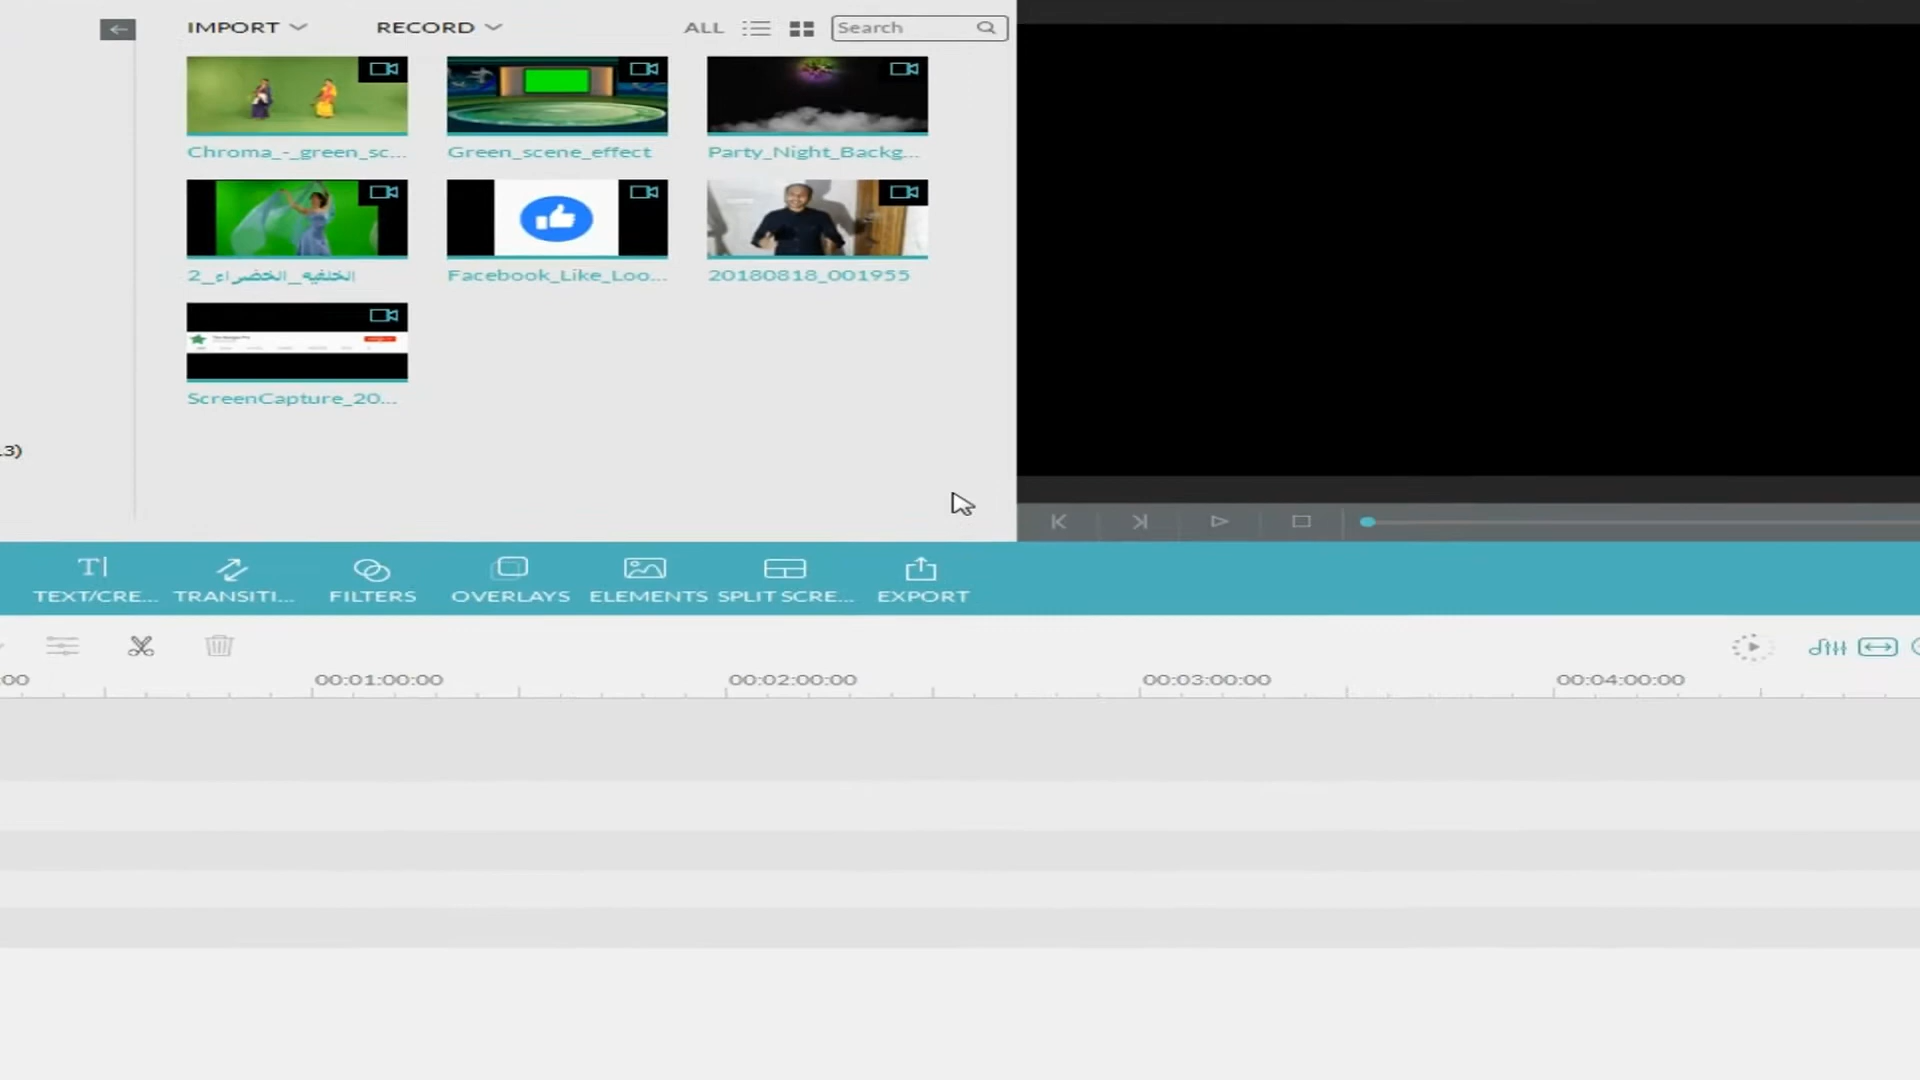 IMPORT RECORD ALL Search
Chroma_-_green_sc... Green_scene_effect Party_Night_Backg...
الخلفيه_الخضراء_2 Facebook_Like_Loo... 20180818_001955
ScreenCapture_20...
.3)
TEXT/CRE... TRANSITI... FILTERS OVERLAYS ELEMENTS SPLIT SCRE... EXPORT
:00 00:01:00:00 00:02:00:00 00:03:00:00 00:04:00:00